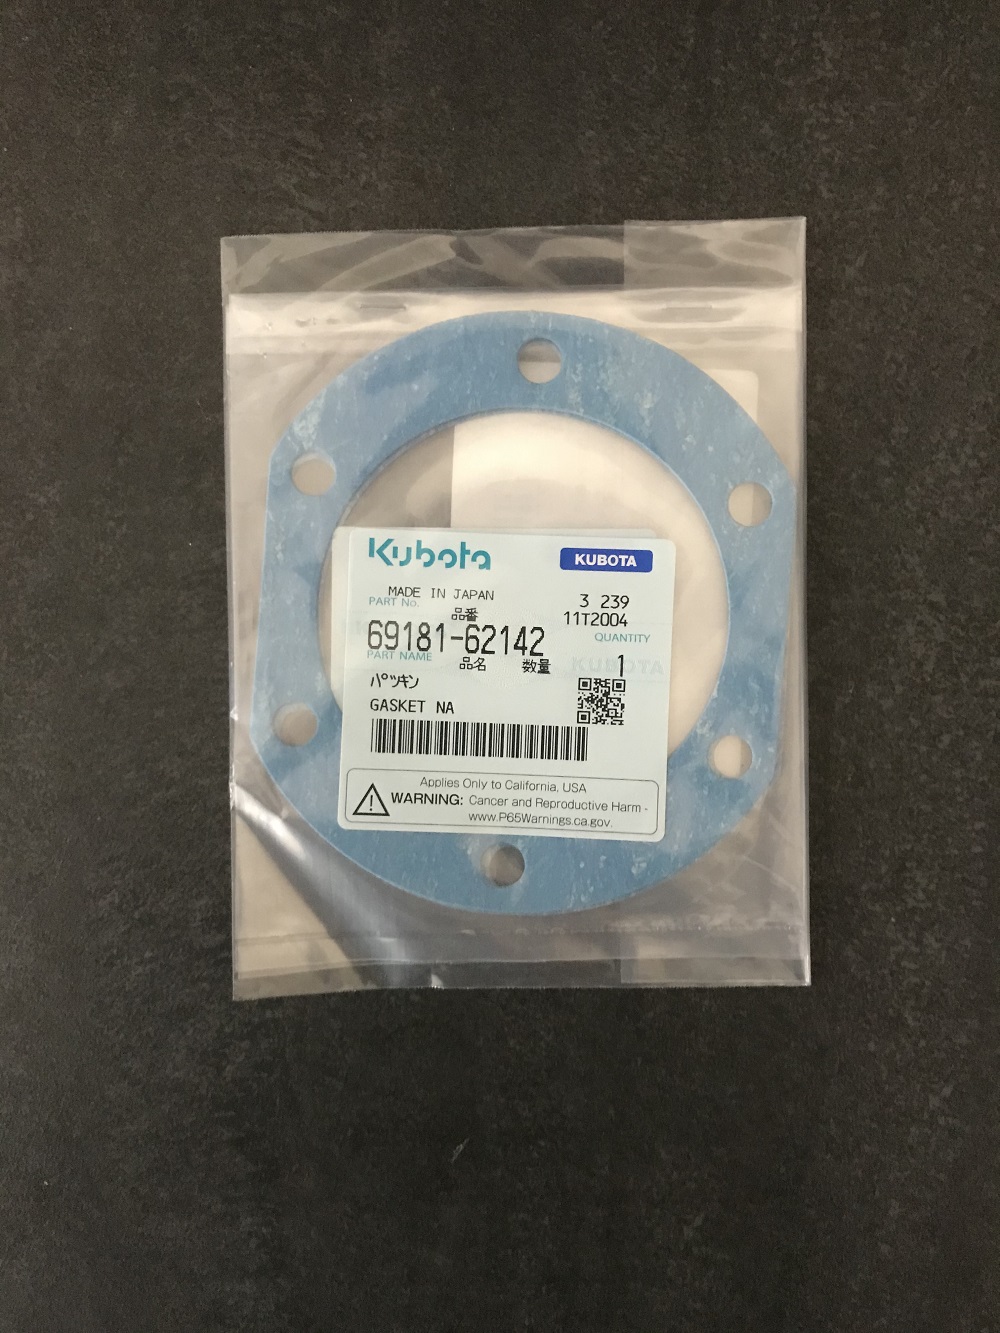 Kubota
KUBOTA
MADE IN JAPAN
3 239
PART No.
品番
11T2004
69181-62142
QUANTITY
PART NAME
品名
数量
1
KUBOTA
パツキン
GASKET NA
Applies Only to California, USA
WARNING: Cancer and Reproductive Harm -
www.P65Warnings.ca.gov.